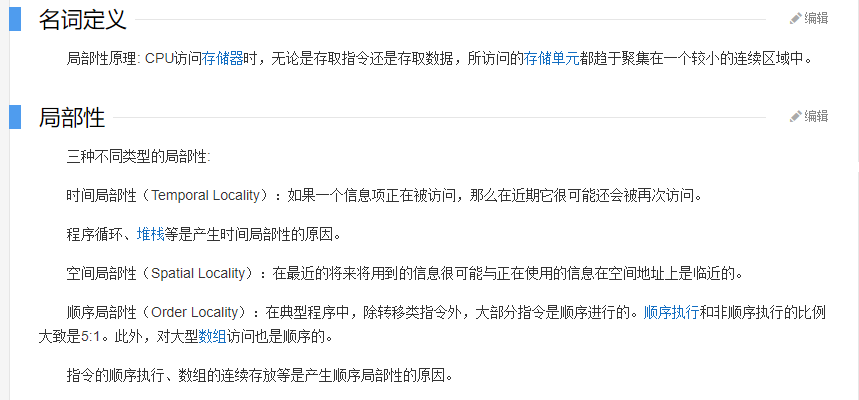 名词定义
编辑
局部性原理: CPU访问存储器时，无论是存取指令还是存取数据，所访问的存储单元都趋于聚集在一个较小的连续区域中。
局部性
编辑
三种不同类型的局部性:
时间局部性（Temporal Locality）：如果一个信息项正在被访问，那么在近期它很可能还会被再次访问。
程序循环、堆栈等是产生时间局部性的原因。
空间局部性（Spatial Locality）：在最近的将来将用到的信息很可能与正在使用的信息在空间地址上是临近的。
顺序局部性（Order Locality）：在典型程序中，除转移类指令外，大部分指令是顺序进行的。顺序执行和非顺序执行的比例
大致是5:1。此外，对大型数组访问也是顺序的。
指令的顺序执行、数组的连续存放等是产生顺序局部性的原因。